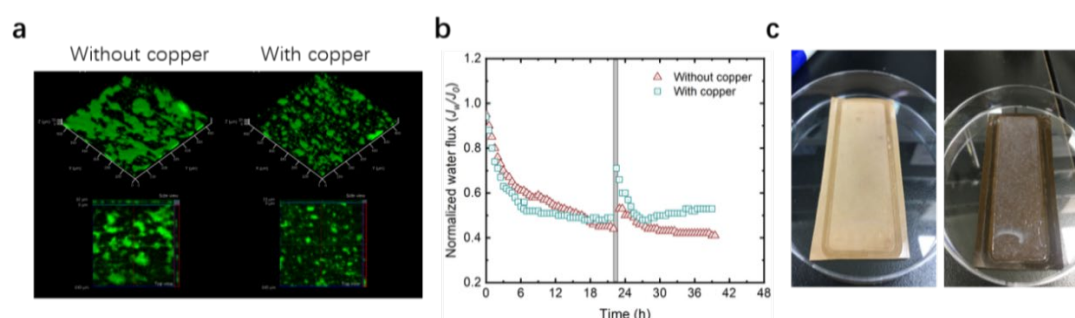 a
Without copper
With copper
b
Normalized water flux (Jw/J0)
1.2
1.0
0.8
0.6
0.4
0.2
Without copper
With copper
0
6
12
18
24
30
36
42
48
Time (h)
c